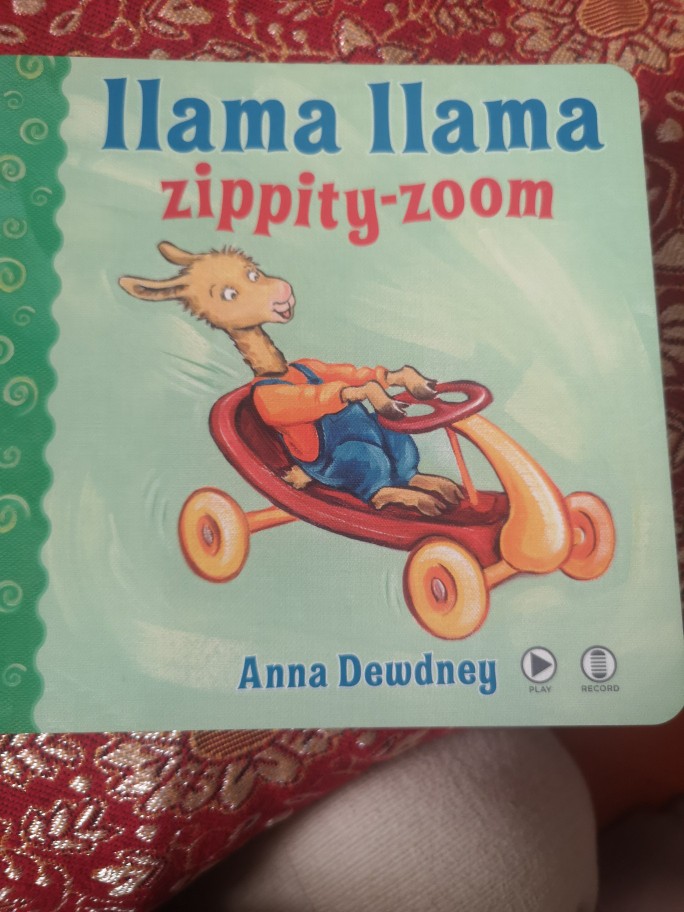 llama llama
zippity-zoom
Anna Dewdney
PLAY
RECORD